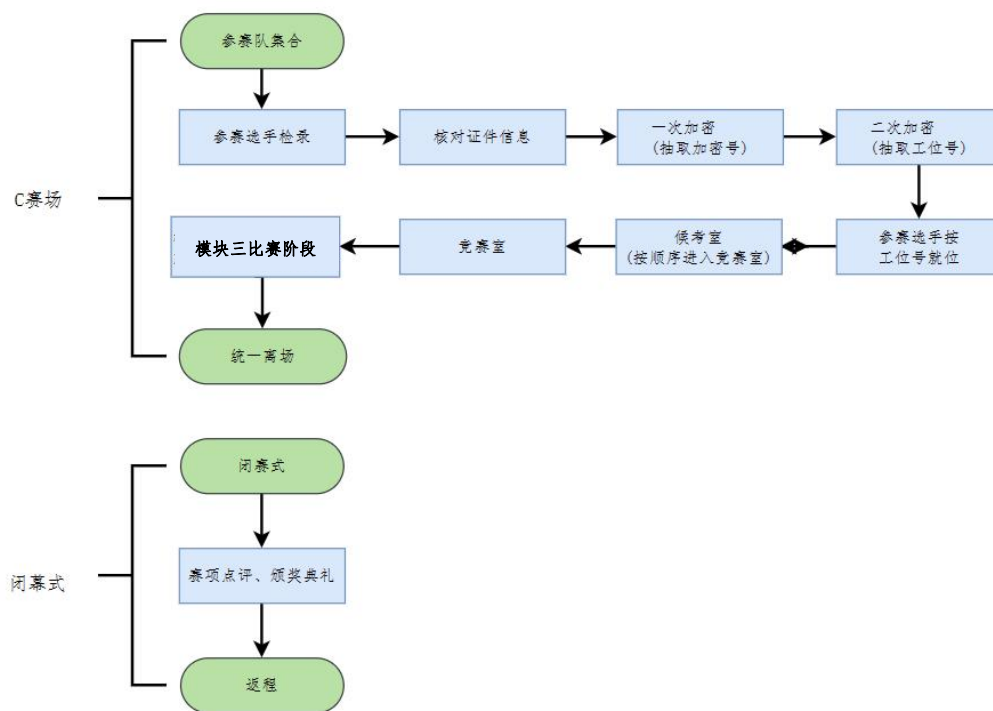 参赛队集合
参赛选手检录
核对证件信息
一次加密
(抽取加密号)
二次加密
(抽取工位号)
C赛场
模块三比赛阶段
竞赛室
候考室
(按顺序进入竞赛室)
参赛选手按
工位号就位
统一离场
闭赛式
闭幕式
赛项点评、颁奖典礼
返程